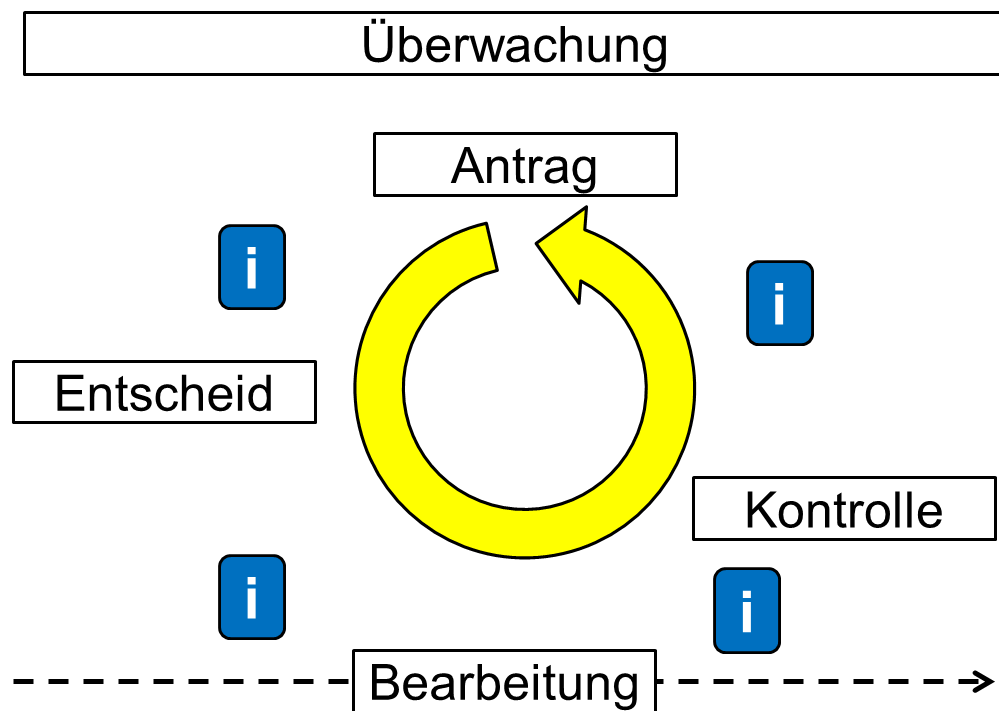 Überwachung
Antrag
i
i
Entscheid
Kontrolle
i
i
Bearbeitung